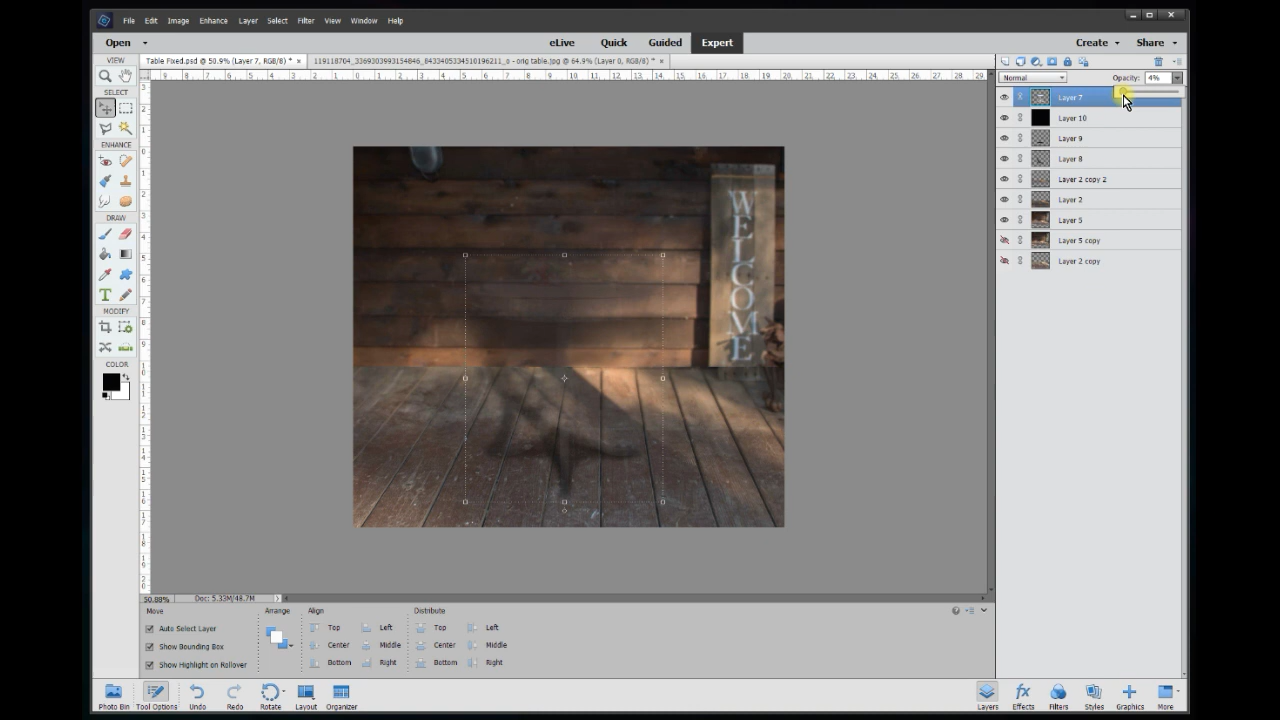 File Edit Image Enhance Layer Select Filter View Window Help
Open eLive Quick Guided Expert Create Share
VIEW
Table Fixed.psd @ 50.9% (Layer 7, RGB/8) * ×
119118704_3369303993154846_8433405334510196211_o - orig table.jpg @ 64.9% (Layer 0, RGB/8) * ×
Normal Opacity: 4%
SELECT
ENHANCE
DRAW
MODIFY
COLOR
Layer 7
Layer 10
Layer 9
Layer 8
Layer 2 copy 2
Layer 2
Layer 5
Layer 5 copy
Layer 2 copy
WELCOME
50.88% Doc: 5.33M/48.7M
Move Arrange Align Distribute
Auto Select Layer Top Left Top Left
Show Bounding Box Center Middle Center Middle
Show Highlight on Rollover Bottom Right Bottom Right
Photo Bin Tool Options Undo Redo Rotate Layout Organizer Layers Effects Filters Styles Graphics More